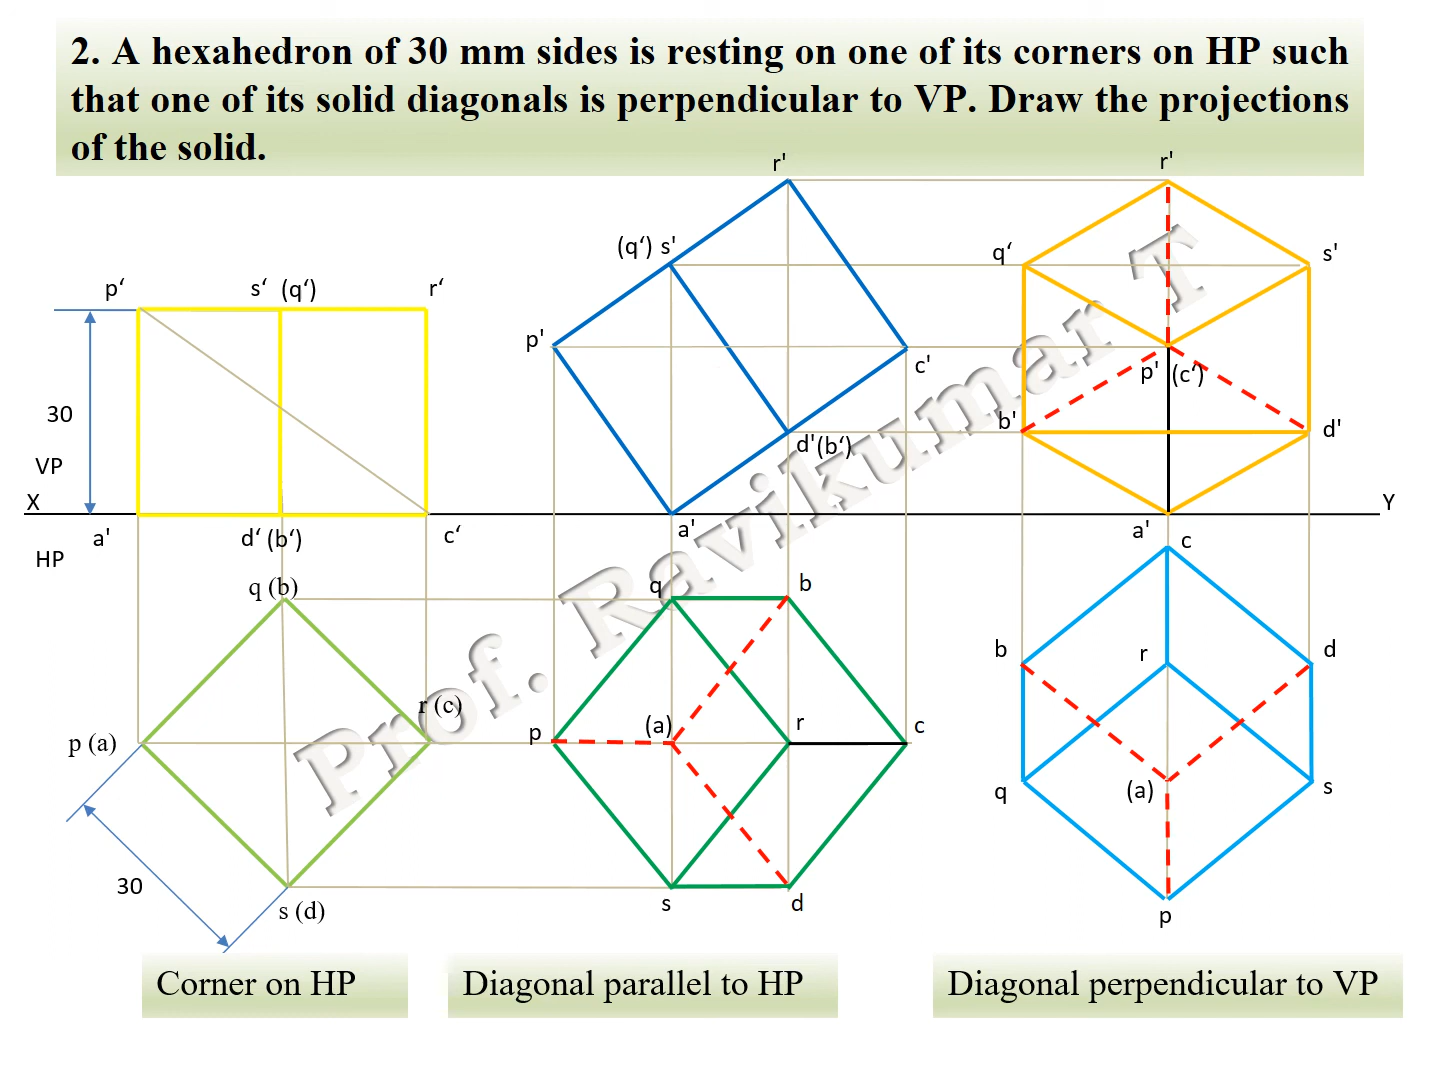 2. A hexahedron of 30 mm sides is resting on one of its corners on HP such
that one of its solid diagonals is perpendicular to VP. Draw the projections
of the solid.
r' r'
(q‘) s' q‘ s'
p‘ s‘ (q‘) r‘
p' c' p' (c‘)
30
VP
b' d'
d'(b‘)
X Y
a' d‘ (b‘) c‘ a' a' c
HP
q (b) q b
b r d
r (c)
p (a) p (a) r c
q (a) s
30
s (d) s d
p
Prof. Ravikumar T
Corner on HP
Diagonal parallel to HP
Diagonal perpendicular to VP